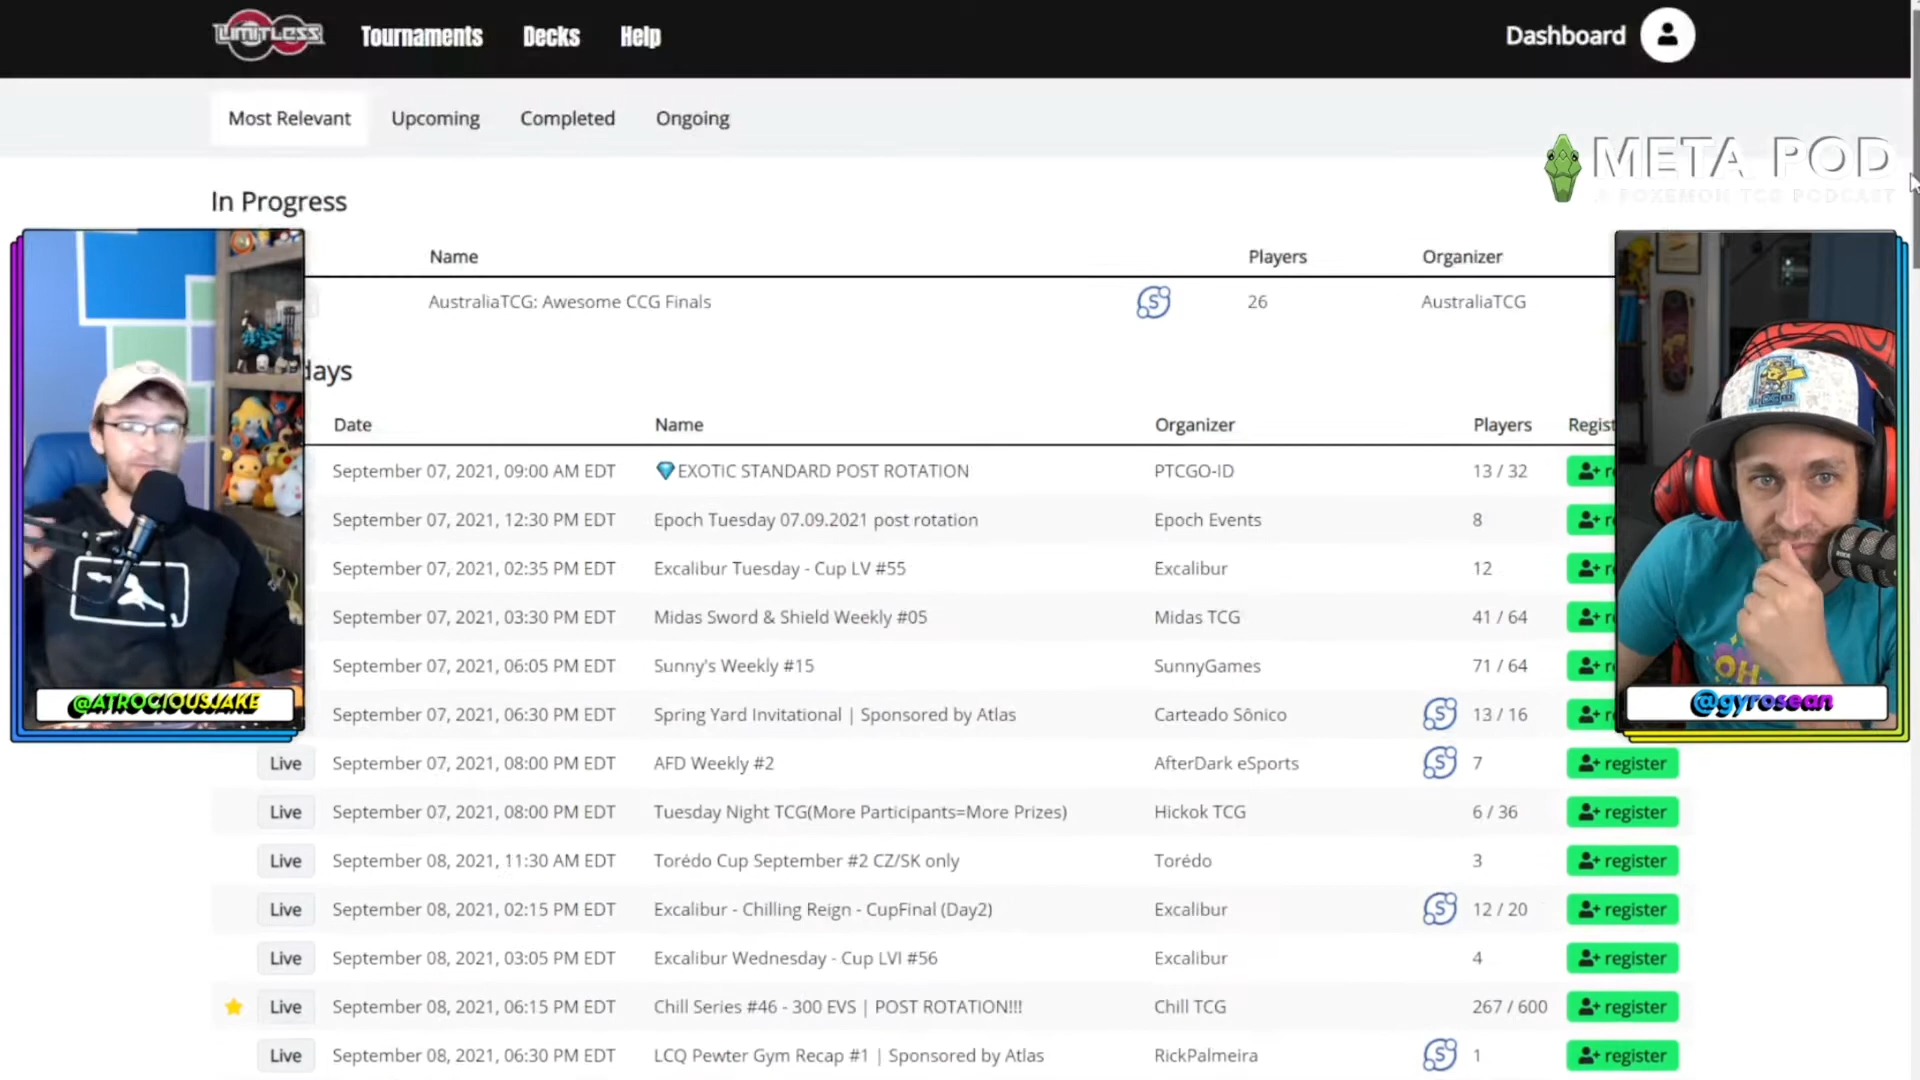 LIMITLESS Tournaments Decks Help Dashboard
Most Relevant Upcoming Completed Ongoing
META POD
A POKEMON TCG PODCAST
In Progress
Name Players Organizer
AustraliaTCG: Awesome CCG Finals 26 AustraliaTCG
days
Date Name Organizer Players Regist
September 07, 2021, 09:00 AM EDT EXOTIC STANDARD POST ROTATION PTCGO-ID 13 / 32 r
September 07, 2021, 12:30 PM EDT Epoch Tuesday 07.09.2021 post rotation Epoch Events 8 r
September 07, 2021, 02:35 PM EDT Excalibur Tuesday - Cup LV #55 Excalibur 12 r
September 07, 2021, 03:30 PM EDT Midas Sword & Shield Weekly #05 Midas TCG 41 / 64 r
September 07, 2021, 06:05 PM EDT Sunny's Weekly #15 SunnyGames 71 / 64 r
@ATROCIOUSJAKE
@gyrosean
September 07, 2021, 06:30 PM EDT Spring Yard Invitational | Sponsored by Atlas Carteado Sônico S 13 / 16 r
Live September 07, 2021, 08:00 PM EDT AFD Weekly #2 AfterDark eSports S 7 register
Live September 07, 2021, 08:00 PM EDT Tuesday Night TCG(More Participants=More Prizes) Hickok TCG 6 / 36 register
Live September 08, 2021, 11:30 AM EDT Torédo Cup September #2 CZ/SK only Torédo 3 register
Live September 08, 2021, 02:15 PM EDT Excalibur - Chilling Reign - CupFinal (Day2) Excalibur S 12 / 20 register
Live September 08, 2021, 03:05 PM EDT Excalibur Wednesday - Cup LVI #56 Excalibur 4 register
Live September 08, 2021, 06:15 PM EDT Chill Series #46 - 300 EVS | POST ROTATION!!! Chill TCG 267 / 600 register
Live September 08, 2021, 06:30 PM EDT LCQ Pewter Gym Recap #1 | Sponsored by Atlas RickPalmeira S 1 register